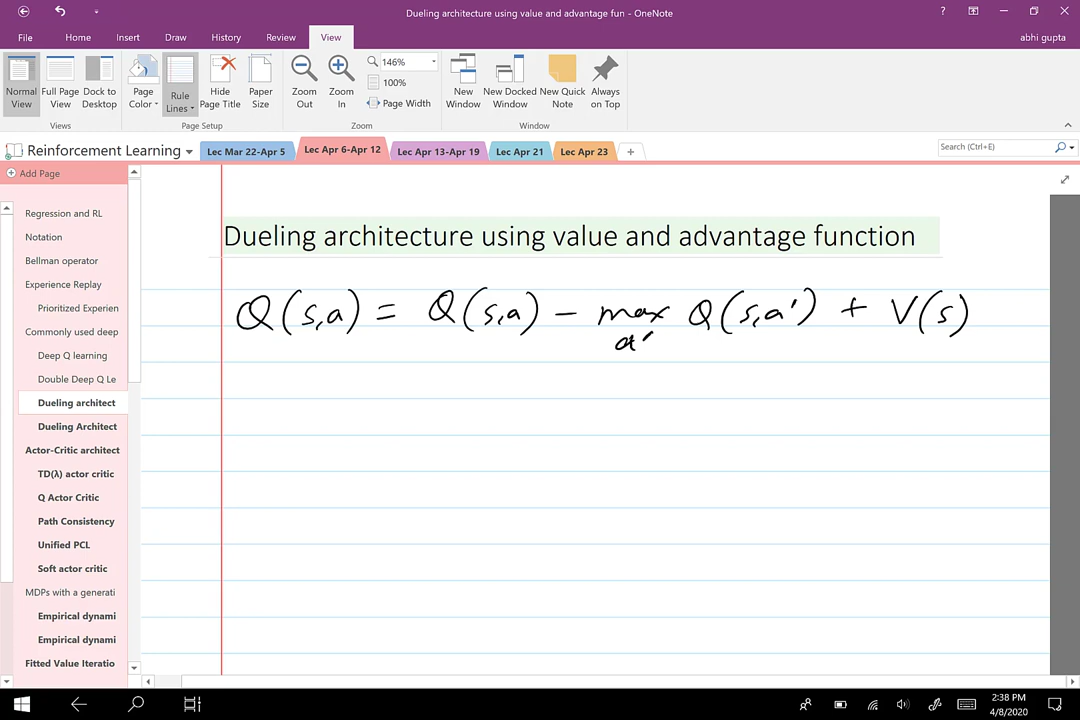 Dueling architecture using value and advantage fun - OneNote
?
File Home Insert Draw History Review View
abhi gupta
Normal View
Full Page View
Dock to Desktop
Page Color
Rule Lines
Hide Page Title
Paper Size
Zoom Out
Zoom In
146%
100%
Page Width
New Window
New Docked Window
New Quick Note
Always on Top
Views
Page Setup
Zoom
Window
Reinforcement Learning
Lec Mar 22-Apr 5
Lec Apr 6-Apr 12
Lec Apr 13-Apr 19
Lec Apr 21
Lec Apr 23
+
Search (Ctrl+E)
Add Page
Regression and RL
Notation
Bellman operator
Experience Replay
Prioritized Experien
Commonly used deep
Deep Q learning
Double Deep Q Le
Dueling architect
Dueling Architect
Actor-Critic architect
TD(λ) actor critic
Q Actor Critic
Path Consistency
Unified PCL
Soft actor critic
MDPs with a generati
Empirical dynami
Empirical dynami
Fitted Value Iteratio
Dueling architecture using value and advantage function
Q(s,a) = Q(s,a) - max Q(s,a') + V(s)
a'
2:38 PM
4/8/2020